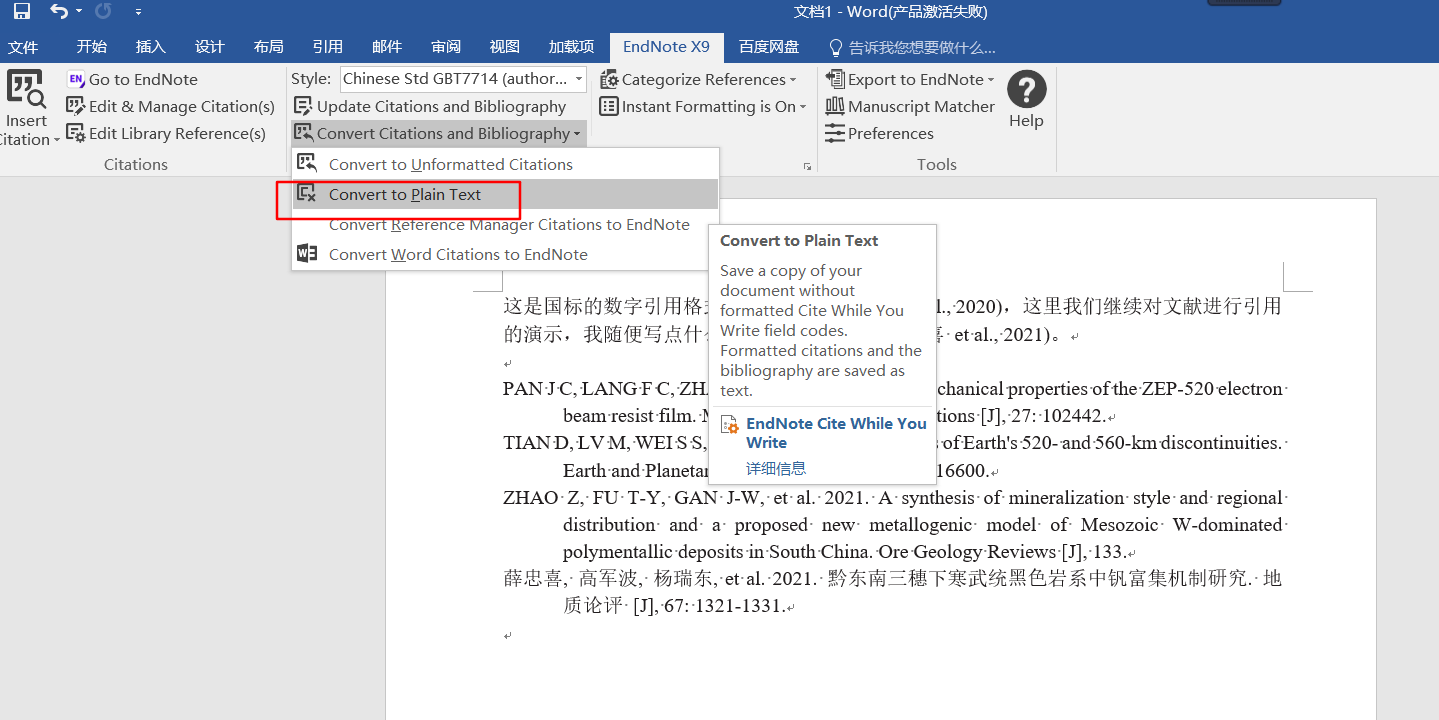 文档1 - Word(产品激活失败)
文件 开始 插入 设计 布局 引用 邮件 审阅 视图 加载项 EndNote X9 百度网盘 告诉我您想要做什么...
Insert
Citation
EN Go to EndNote
Edit & Manage Citation(s)
Edit Library Reference(s)
Citations
Style: Chinese Std GBT7714 (author...
Update Citations and Bibliography
Convert Citations and Bibliography
Categorize References
Instant Formatting is On
Export to EndNote
Manuscript Matcher
Preferences
Tools
Help
Convert to Unformatted Citations
Convert to Plain Text
Convert Reference Manager Citations to EndNote
Convert Word Citations to EndNote
Convert to Plain Text
Save a copy of your
document without
formatted Cite While You
Write field codes.
Formatted citations and the
bibliography are saved as
text.
EndNote Cite While You
Write
详细信息
这是国标的数字引用格 ., 2020)，这里我们继续对文献进行引用
的演示，我随便写点什 et al., 2021)。
PAN J C, LANG F C, chanical properties of the ZEP-520 electron
beam resist film. tions [J], 27: 102442.
TIAN D, LV M, WEI S S, of Earth's 520- and 560-km discontinuities.
Earth and 16600.
ZHAO Z, FU T-Y, GAN J-W, et al. 2021. A synthesis of mineralization style and regional
distribution and a proposed new metallogenic model of Mesozoic W-dominated
polymentallic deposits in South China. Ore Geology Reviews [J], 133.
薛忠喜, 高军波, 杨瑞东, et al. 2021. 黔东南三穗下寒武统黑色岩系中钒富集机制研究. 地
质论评 [J], 67: 1321-1331.